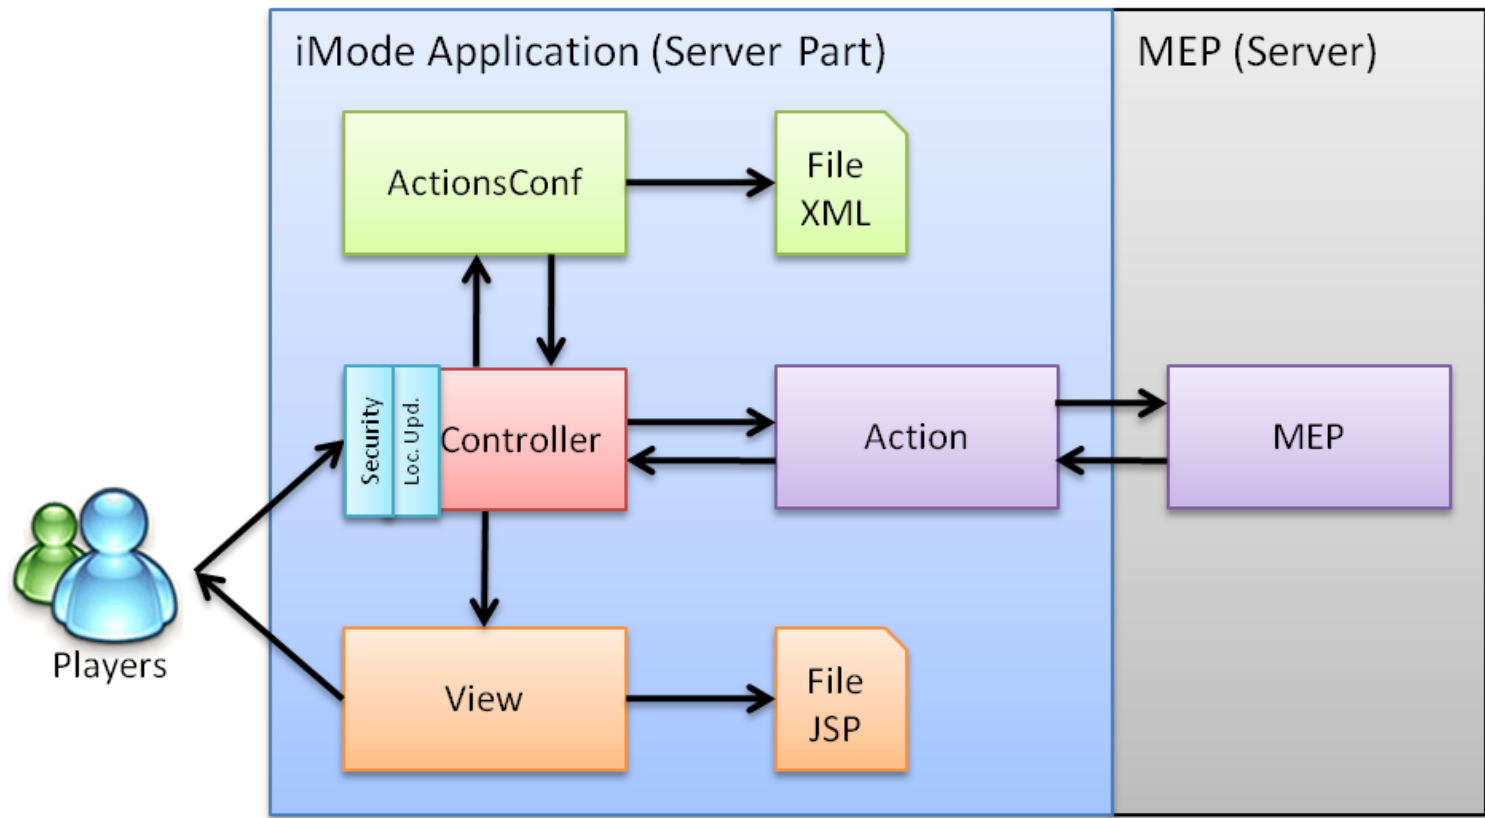 iMode Application (Server Part)
MEP (Server)
ActionsConf
File
XML
Security
Loc. Upd.
Controller
Action
MEP
Players
View
File
JSP